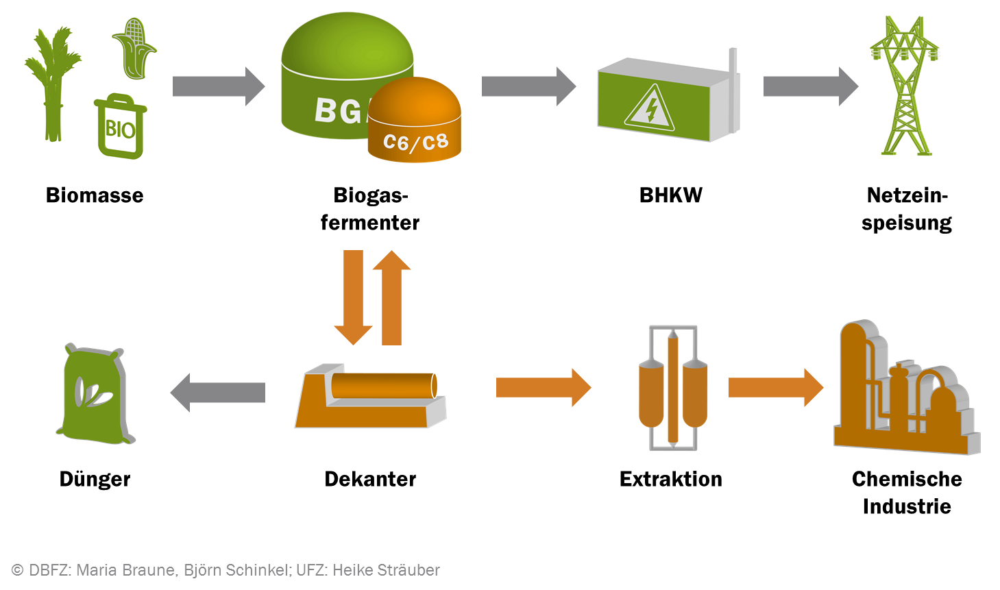 BIO
BG
C6/C8
Biomasse
Biogas-
fermenter
BHKW
Netzein-
speisung
Dünger
Dekanter
Extraktion
Chemische
Industrie
© DBFZ: Maria Braune, Björn Schinkel; UFZ: Heike Sträuber